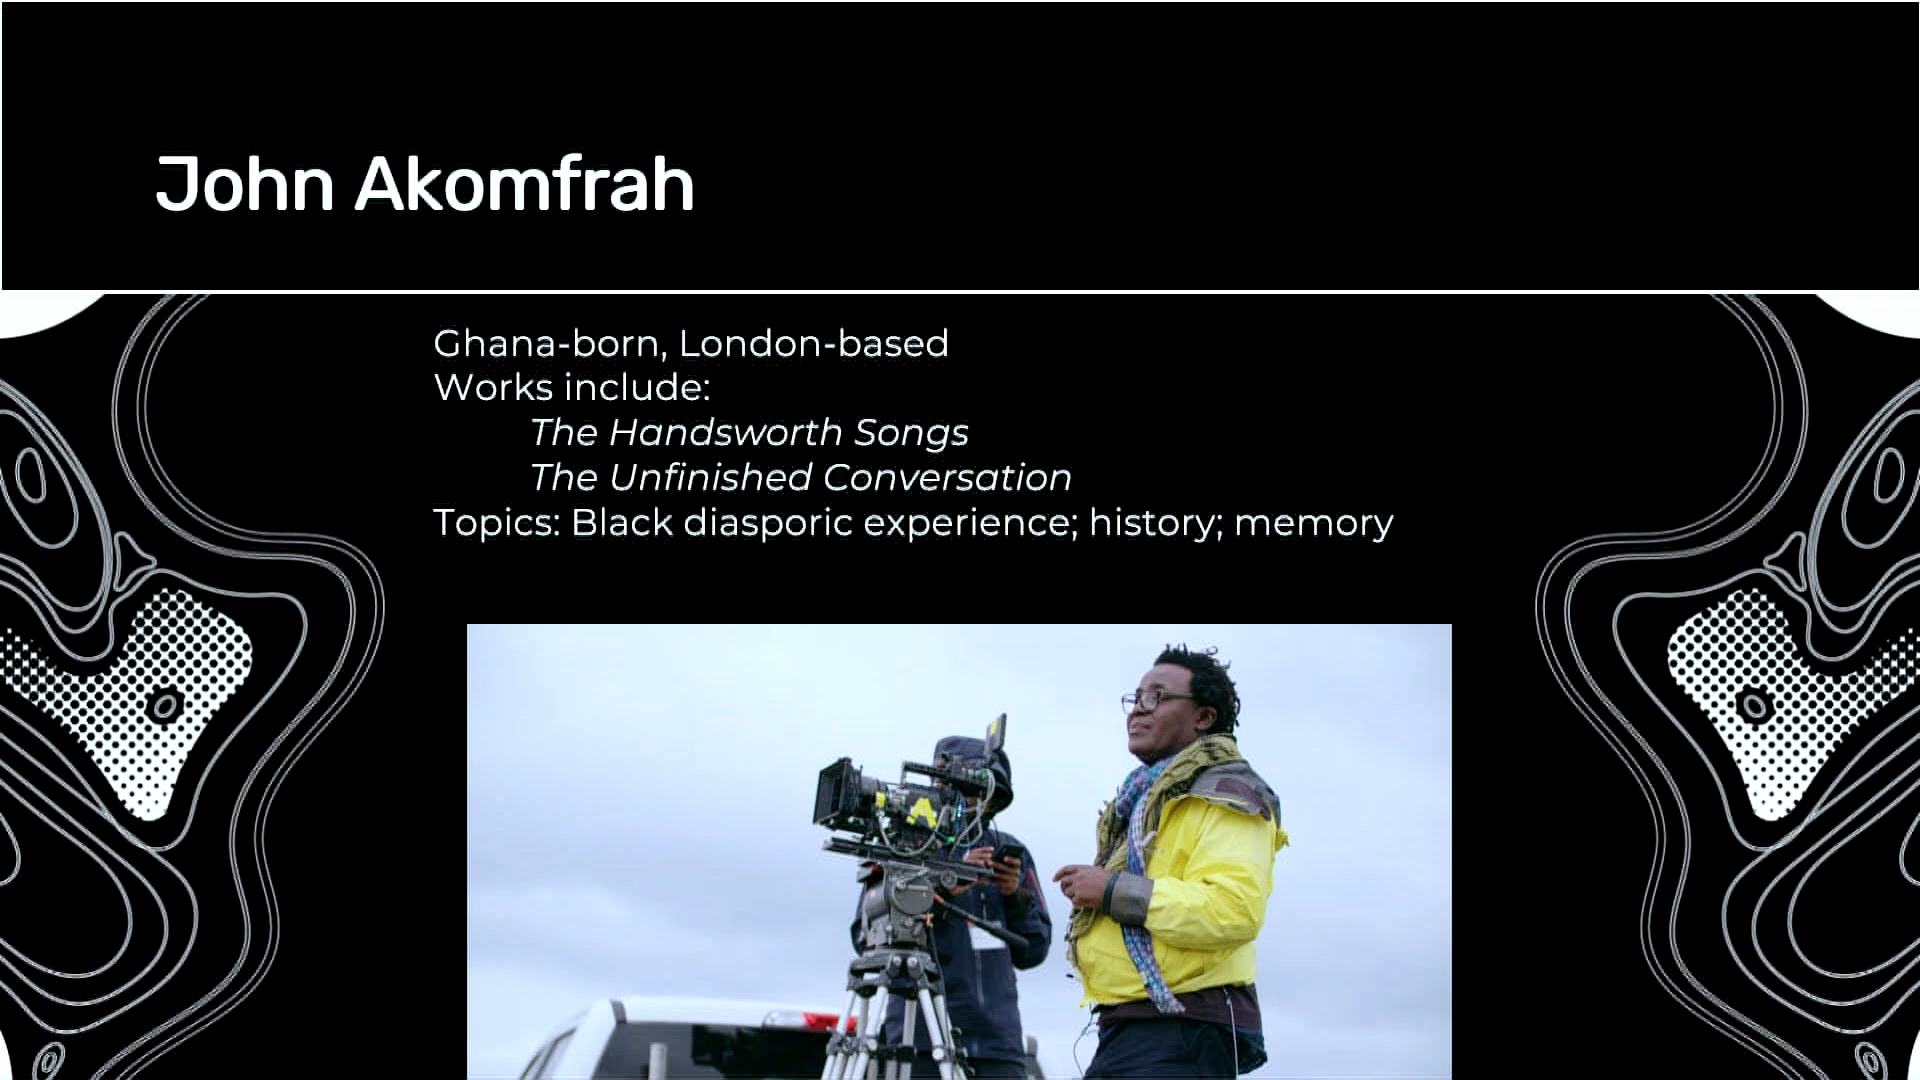 John Akomfrah
Ghana-born, London-based
Works include:
The Handsworth Songs
The Unfinished Conversation
Topics: Black diasporic experience; history; memory
A